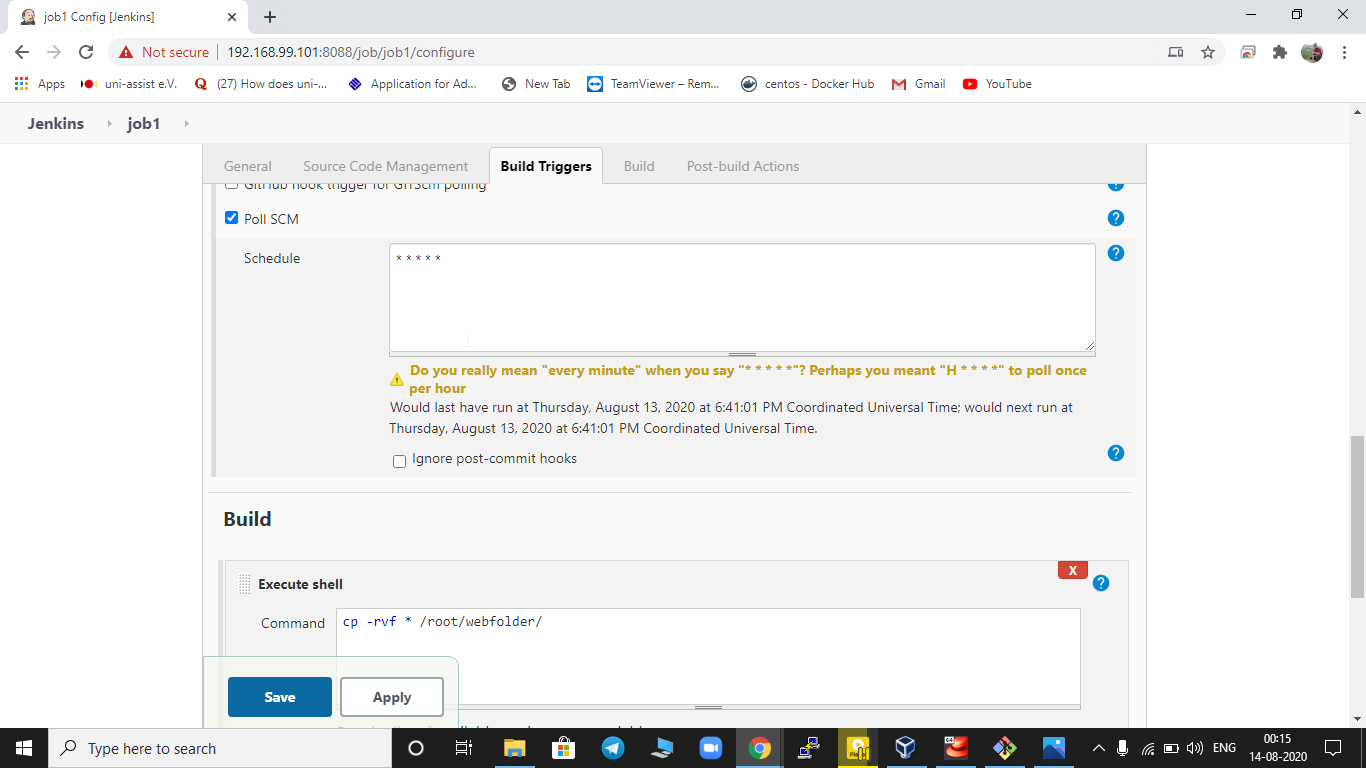 job1 Config [Jenkins]
Not secure
192.168.99.101:8088/job/job1/configure
Apps
uni-assist e.V.
(27) How does uni-...
Application for Ad...
New Tab
TeamViewer – Rem...
centos - Docker Hub
Gmail
YouTube
Jenkins
job1
General
Source Code Management
Build Triggers
Build
Post-build Actions
GitHub hook trigger for GITScm polling
Poll SCM
Schedule
* * * * *
Do you really mean "every minute" when you say "* * * * *"? Perhaps you meant "H * * * *" to poll once
per hour
Would last have run at Thursday, August 13, 2020 at 6:41:01 PM Coordinated Universal Time; would next run at
Thursday, August 13, 2020 at 6:41:01 PM Coordinated Universal Time.
Ignore post-commit hooks
Build
Execute shell
X
Command
cp -rvf * /root/webfolder/
Save
Apply
Type here to search
ENG
00:15
14-08-2020